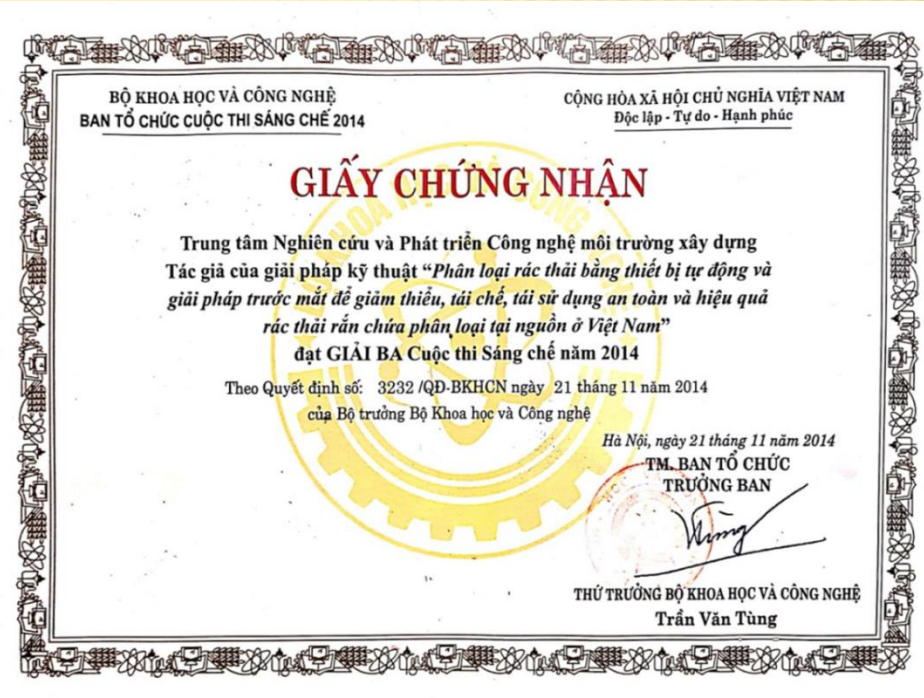 BỘ KHOA HỌC VÀ CÔNG NGHỆ
BAN TỔ CHỨC CUỘC THI SÁNG CHẾ 2014
CỘNG HÒA XÃ HỘI CHỦ NGHĨA VIỆT NAM
Độc lập - Tự do - Hạnh phúc
GIẤY CHỨNG NHẬN
Trung tâm Nghiên cứu và Phát triển Công nghệ môi trường xây dựng
Tác giả của giải pháp kỹ thuật “Phân loại rác thải bằng thiết bị tự động và
giải pháp trước mắt để giảm thiểu, tái chế, tái sử dụng an toàn và hiệu quả
rác thải rắn chứa phân loại tại nguồn ở Việt Nam”
đạt GIẢI BA Cuộc thi Sáng chế năm 2014
Theo Quyết định số: 3232 /QĐ-BKHCN ngày 21 tháng 11 năm 2014
của Bộ trưởng Bộ Khoa học và Công nghệ
Hà Nội, ngày 21 tháng 11 năm 2014
TM. BAN TỔ CHỨC
TRƯỞNG BAN
THỨ TRƯỞNG BỘ KHOA HỌC VÀ CÔNG NGHỆ
Trần Văn Tùng